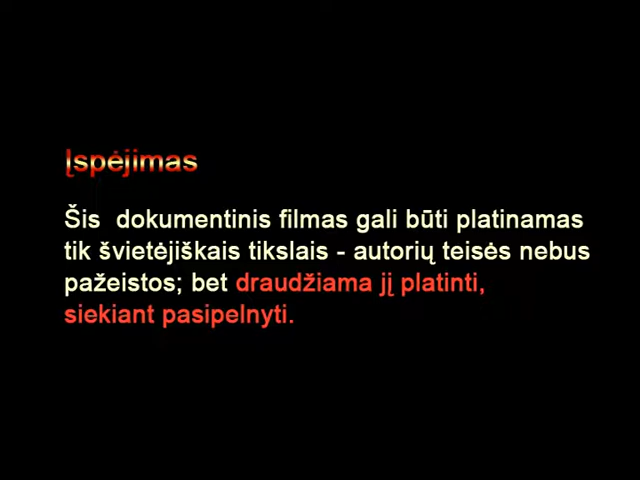 Įspėjimas
Šis  dokumentinis filmas gali būti platinamas
tik švietėjiškais tikslais - autorių teisės nebus
pažeistos; bet draudžiama jį platinti,
siekiant pasipelnyti.